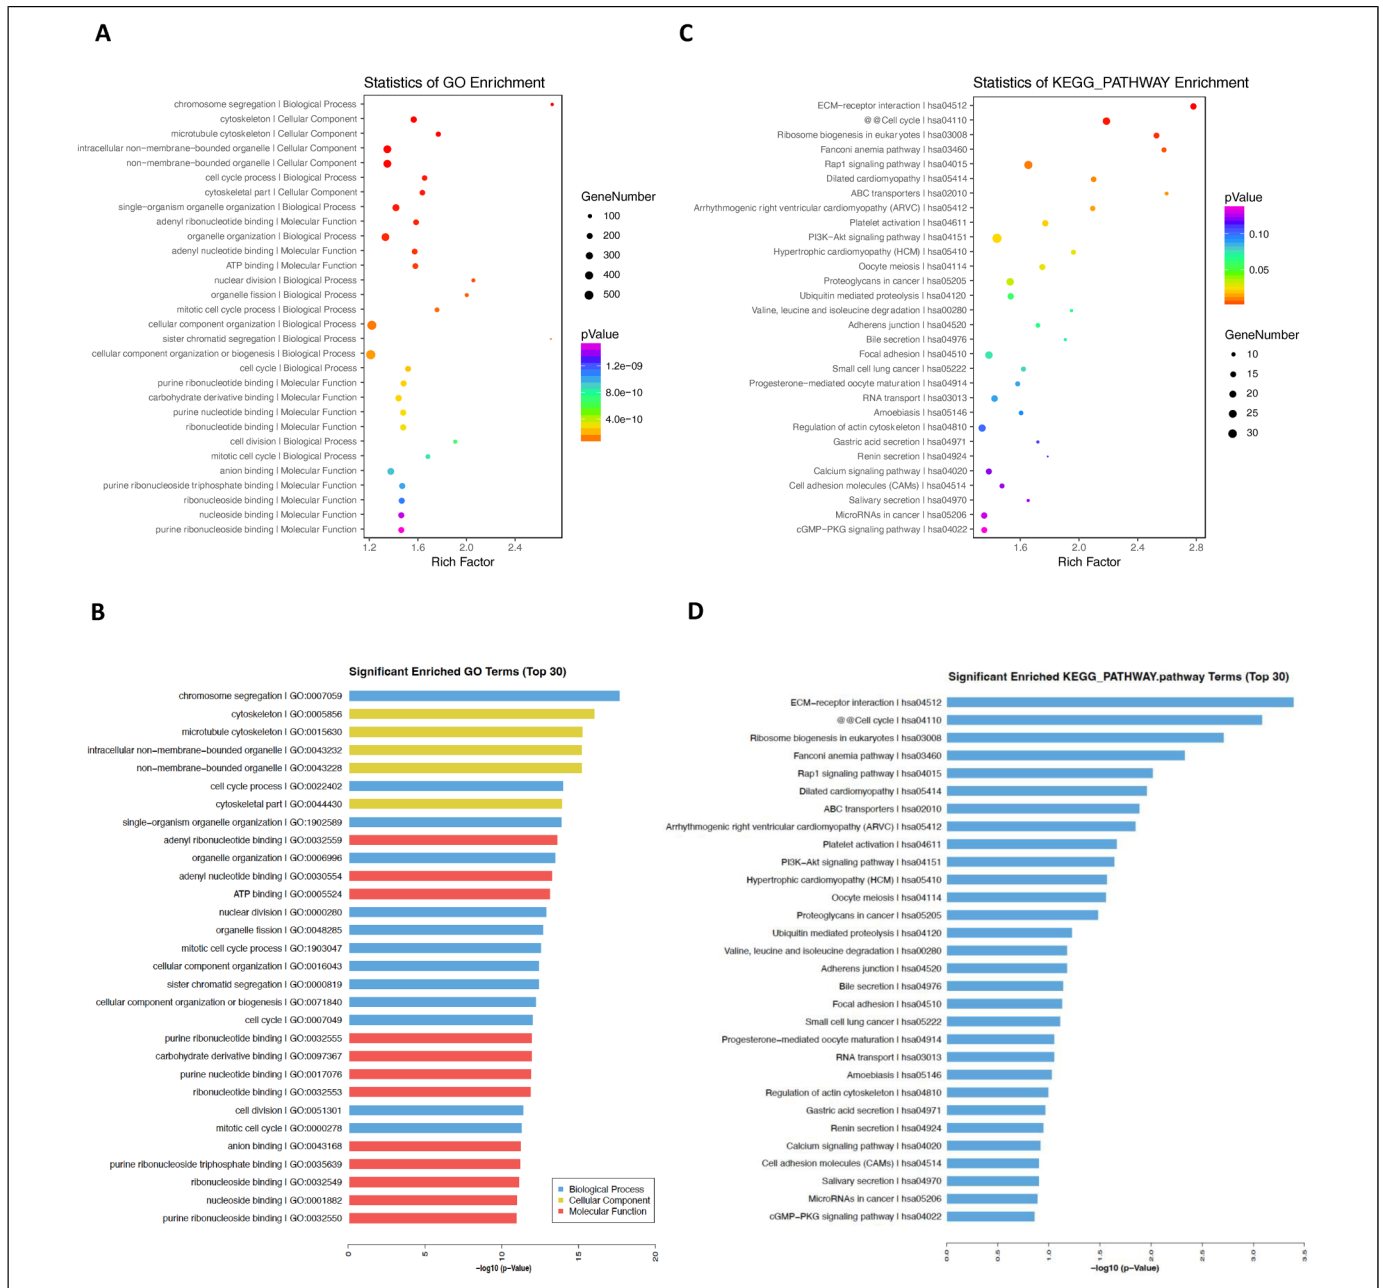 A
Statistics of GO Enrichment
chromosome segregation | Biological Process
cytoskeleton | Cellular Component
microtubule cytoskeleton | Cellular Component
intracellular non-membrane-bounded organelle | Cellular Component
non-membrane-bounded organelle | Cellular Component
cell cycle process | Biological Process
cytoskeletal part | Cellular Component
single-organism organelle organization | Biological Process
adenyl ribonucleotide binding | Molecular Function
organelle organization | Biological Process
adenyl nucleotide binding | Molecular Function
ATP binding | Molecular Function
nuclear division | Biological Process
organelle fission | Biological Process
mitotic cell cycle process | Biological Process
cellular component organization | Biological Process
sister chromatid segregation | Biological Process
cellular component organization or biogenesis | Biological Process
cell cycle | Biological Process
purine ribonucleotide binding | Molecular Function
carbohydrate derivative binding | Molecular Function
purine nucleotide binding | Molecular Function
ribonucleotide binding | Molecular Function
cell division | Biological Process
mitotic cell cycle | Biological Process
anion binding | Molecular Function
purine ribonucleoside triphosphate binding | Molecular Function
ribonucleoside binding | Molecular Function
nucleoside binding | Molecular Function
purine ribonucleoside binding | Molecular Function
1.2 1.6 2.0 2.4
Rich Factor
GeneNumber
100
200
300
400
500
pValue
1.2e-09
8.0e-10
4.0e-10
C
Statistics of KEGG_PATHWAY Enrichment
ECM-receptor interaction | hsa04512
@@Cell cycle | hsa04110
Ribosome biogenesis in eukaryotes | hsa03008
Fanconi anemia pathway | hsa03460
Rap1 signaling pathway | hsa04015
Dilated cardiomyopathy | hsa05414
ABC transporters | hsa02010
Arrhythmogenic right ventricular cardiomyopathy (ARVC) | hsa05412
Platelet activation | hsa04611
PI3K-Akt signaling pathway | hsa04151
Hypertrophic cardiomyopathy (HCM) | hsa05410
Oocyte meiosis | hsa04114
Proteoglycans in cancer | hsa05205
Ubiquitin mediated proteolysis | hsa04120
Valine, leucine and isoleucine degradation | hsa00280
Adherens junction | hsa04520
Bile secretion | hsa04976
Focal adhesion | hsa04510
Small cell lung cancer | hsa05222
Progesterone-mediated oocyte maturation | hsa04914
RNA transport | hsa03013
Amoebiasis | hsa05146
Regulation of actin cytoskeleton | hsa04810
Gastric acid secretion | hsa04971
Renin secretion | hsa04924
Calcium signaling pathway | hsa04020
Cell adhesion molecules (CAMs) | hsa04514
Salivary secretion | hsa04970
MicroRNAs in cancer | hsa05206
cGMP-PKG signaling pathway | hsa04022
1.6 2.0 2.4 2.8
Rich Factor
pValue
0.10
0.05
GeneNumber
10
15
20
25
30
B
Significant Enriched GO Terms (Top 30)
chromosome segregation | GO:0007059
cytoskeleton | GO:0005856
microtubule cytoskeleton | GO:0015630
intracellular non-membrane-bounded organelle | GO:0043232
non-membrane-bounded organelle | GO:0043228
cell cycle process | GO:0022402
cytoskeletal part | GO:0044430
single-organism organelle organization | GO:1902589
adenyl ribonucleotide binding | GO:0032559
organelle organization | GO:0006996
adenyl nucleotide binding | GO:0030554
ATP binding | GO:0005524
nuclear division | GO:0000280
organelle fission | GO:0048285
mitotic cell cycle process | GO:1903047
cellular component organization | GO:0016043
sister chromatid segregation | GO:0000819
cellular component organization or biogenesis | GO:0071840
cell cycle | GO:0007049
purine ribonucleotide binding | GO:0032555
carbohydrate derivative binding | GO:0097367
purine nucleotide binding | GO:0017076
ribonucleotide binding | GO:0032553
cell division | GO:0051301
mitotic cell cycle | GO:0000278
anion binding | GO:0043168
purine ribonucleoside triphosphate binding | GO:0035639
ribonucleoside binding | GO:0032549
nucleoside binding | GO:0001882
purine ribonucleoside binding | GO:0032550
Biological Process
Cellular Component
Molecular Function
0 5 10 15 20
-log10 (p-Value)
D
Significant Enriched KEGG_PATHWAY.pathway Terms (Top 30)
ECM-receptor interaction | hsa04512
@@Cell cycle | hsa04110
Ribosome biogenesis in eukaryotes | hsa03008
Fanconi anemia pathway | hsa03460
Rap1 signaling pathway | hsa04015
Dilated cardiomyopathy | hsa05414
ABC transporters | hsa02010
Arrhythmogenic right ventricular cardiomyopathy (ARVC) | hsa05412
Platelet activation | hsa04611
PI3K-Akt signaling pathway | hsa04151
Hypertrophic cardiomyopathy (HCM) | hsa05410
Oocyte meiosis | hsa04114
Proteoglycans in cancer | hsa05205
Ubiquitin mediated proteolysis | hsa04120
Valine, leucine and isoleucine degradation | hsa00280
Adherens junction | hsa04520
Bile secretion | hsa04976
Focal adhesion | hsa04510
Small cell lung cancer | hsa05222
Progesterone-mediated oocyte maturation | hsa04914
RNA transport | hsa03013
Amoebiasis | hsa05146
Regulation of actin cytoskeleton | hsa04810
Gastric acid secretion | hsa04971
Renin secretion | hsa04924
Calcium signaling pathway | hsa04020
Cell adhesion molecules (CAMs) | hsa04514
Salivary secretion | hsa04970
MicroRNAs in cancer | hsa05206
cGMP-PKG signaling pathway | hsa04022
0.0 0.5 1.0 1.5 2.0 2.5 3.0 3.5
-log10 (p-Value)